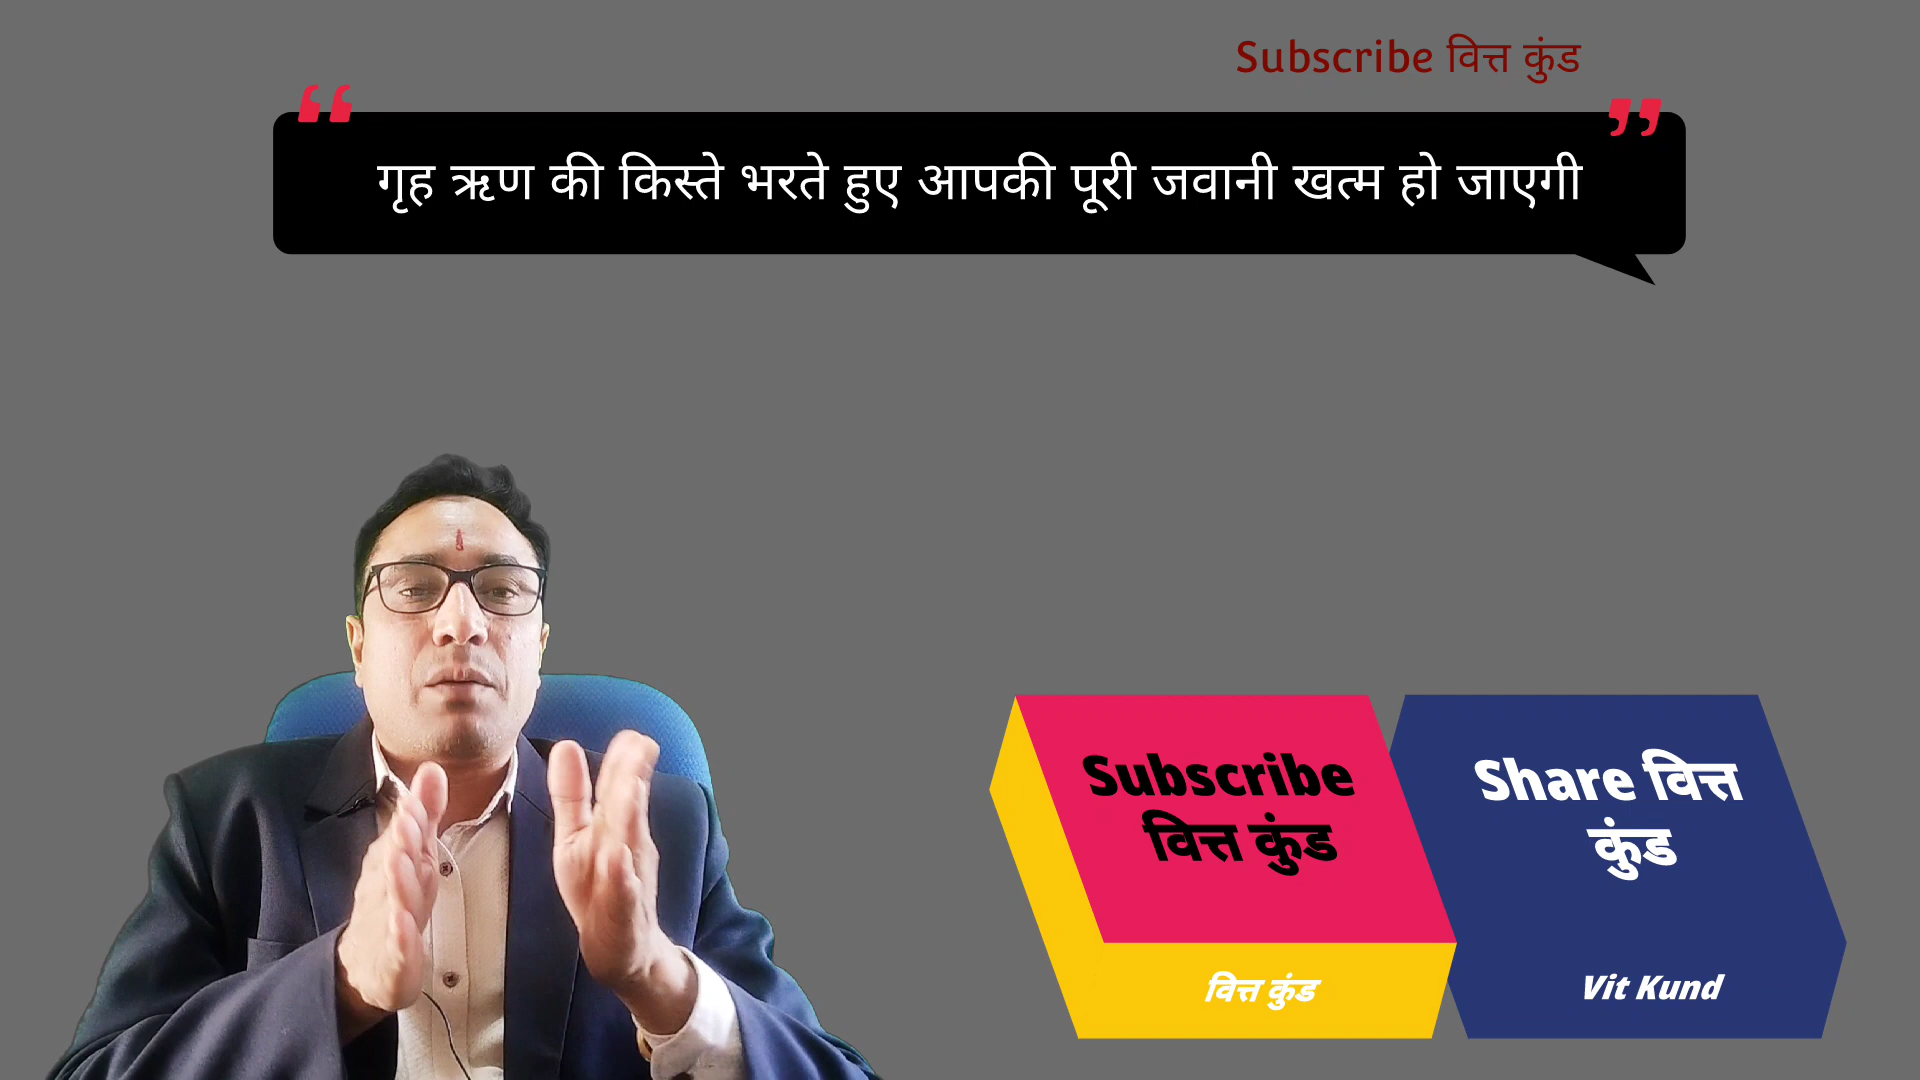 Subscribe वित्त कुंड
गृह ऋण की किस्ते भरते हुए आपकी पूरी जवानी खत्म हो जाएगी
Subscribe
वित्त कुंड
वित्त कुंड
Share वित्त
कुंड
Vit Kund